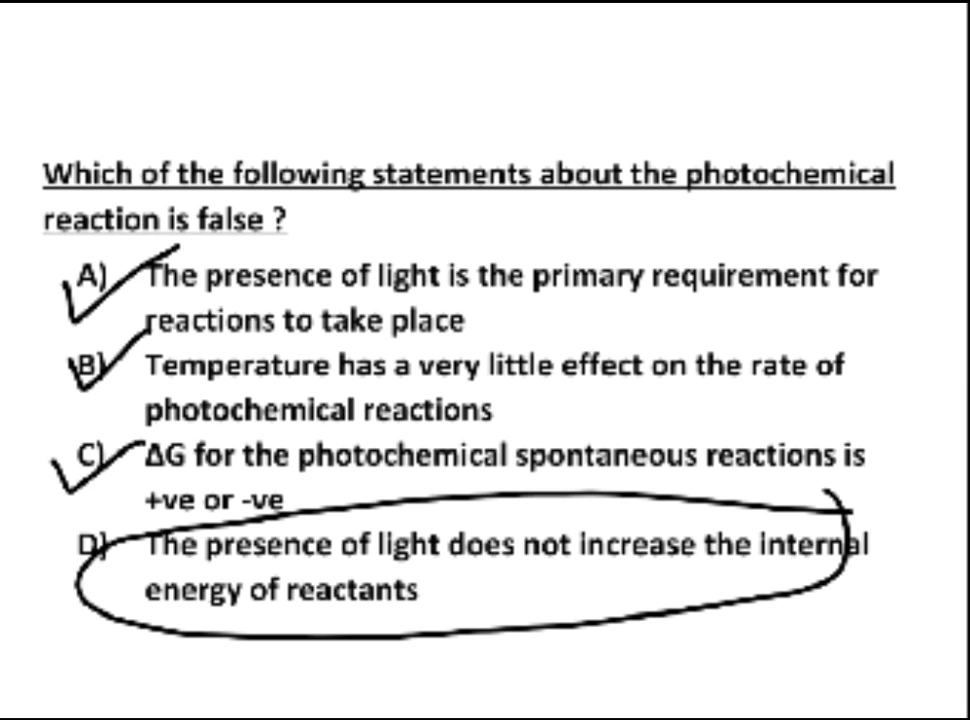 Which of the following statements about the photochemical
reaction is false ?
A) The presence of light is the primary requirement for
reactions to take place
B) Temperature has a very little effect on the rate of
photochemical reactions
C) ΔG for the photochemical spontaneous reactions is
+ve or -ve
D) The presence of light does not increase the internal
energy of reactants